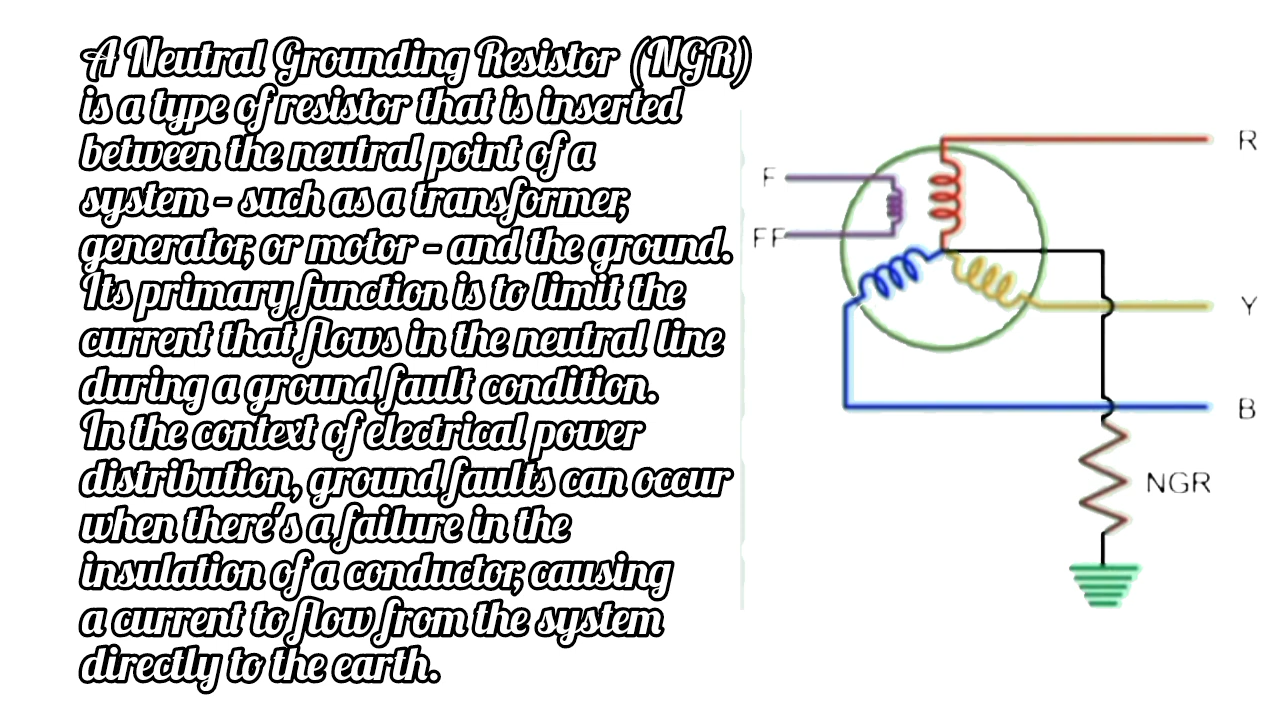 A Neutral Grounding Resistor (NGR)
is a type of resistor that is inserted
between the neutral point of a
system - such as a transformer,
generator, or motor - and the ground.
Its primary function is to limit the
current that flows in the neutral line
during a ground fault condition.
In the context of electrical power
distribution, ground faults can occur
when there's a failure in the
insulation of a conductor, causing
a current to flow from the system
directly to the earth.
R
F
FF
Y
B
NGR